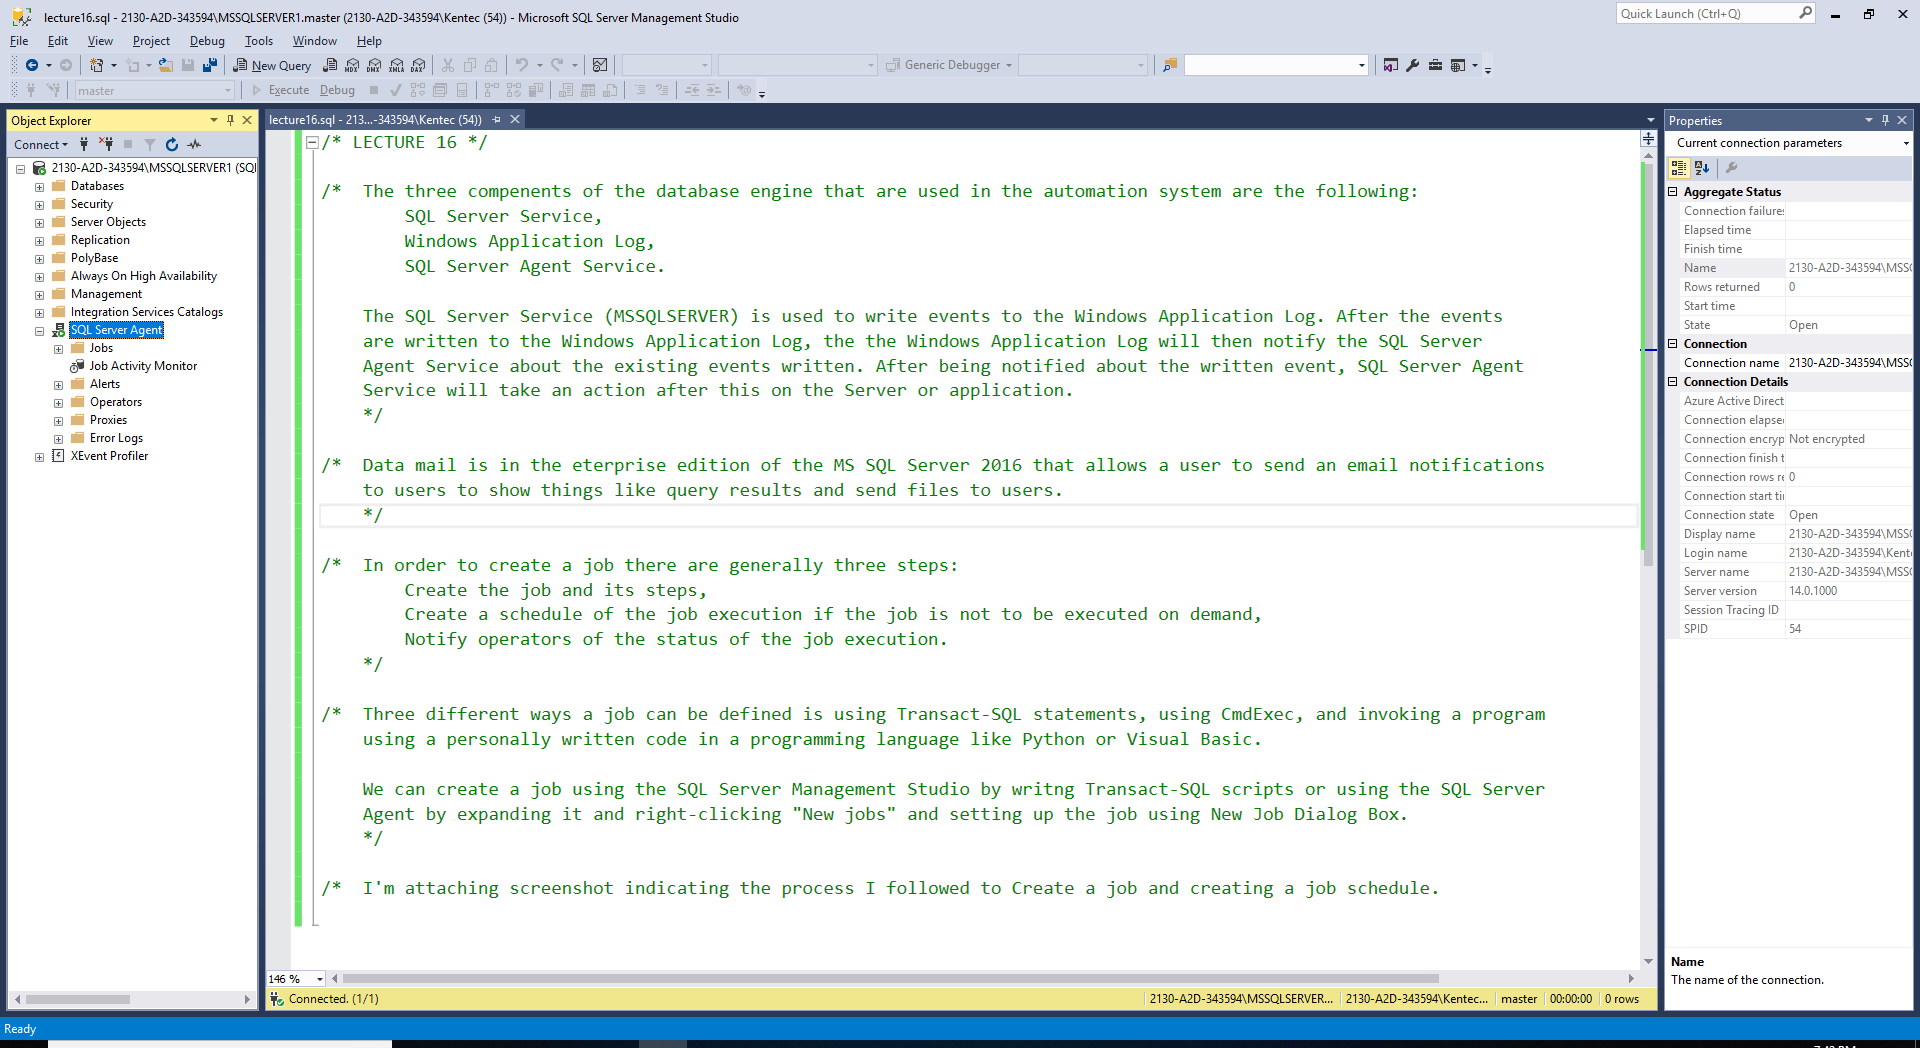 lecture16.sql - 2130-A2D-343594\MSSQLSERVER1.master (2130-A2D-343594\Kentec (54)) - Microsoft SQL Server Management Studio
Quick Launch (Ctrl+Q)
File Edit View Project Debug Tools Window Help
New Query MDX DMX XMLA DAX Generic Debugger
master Execute Debug
Object Explorer
Connect
2130-A2D-343594\MSSQLSERVER1 (SQ
Databases
Security
Server Objects
Replication
PolyBase
Always On High Availability
Management
Integration Services Catalogs
SQL Server Agent
Jobs
Job Activity Monitor
Alerts
Operators
Proxies
Error Logs
XEvent Profiler
lecture16.sql - 213...-343594\Kentec (54))
/* LECTURE 16 */
/* The three compenents of the database engine that are used in the automation system are the following:
SQL Server Service,
Windows Application Log,
SQL Server Agent Service.
The SQL Server Service (MSSQLSERVER) is used to write events to the Windows Application Log. After the events
are written to the Windows Application Log, the the Windows Application Log will then notify the SQL Server
Agent Service about the existing events written. After being notified about the written event, SQL Server Agent
Service will take an action after this on the Server or application.
*/
/* Data mail is in the eterprise edition of the MS SQL Server 2016 that allows a user to send an email notifications
to users to show things like query results and send files to users.
*/
/* In order to create a job there are generally three steps:
Create the job and its steps,
Create a schedule of the job execution if the job is not to be executed on demand,
Notify operators of the status of the job execution.
*/
/* Three different ways a job can be defined is using Transact-SQL statements, using CmdExec, and invoking a program
using a personally written code in a programming language like Python or Visual Basic.
We can create a job using the SQL Server Management Studio by writng Transact-SQL scripts or using the SQL Server
Agent by expanding it and right-clicking "New jobs" and setting up the job using New Job Dialog Box.
*/
/* I'm attaching screenshot indicating the process I followed to Create a job and creating a job schedule.
146 %
Connected. (1/1)
2130-A2D-343594\MSSQLSERVER... 2130-A2D-343594\Kentec... master 00:00:00 0 rows
Properties
Current connection parameters
Aggregate Status
Connection failures
Elapsed time
Finish time
Name 2130-A2D-343594\MSS
Rows returned 0
Start time
State Open
Connection
Connection name 2130-A2D-343594\MSS
Connection Details
Azure Active Direct
Connection elapse
Connection encryp Not encrypted
Connection finish t
Connection rows re 0
Connection start ti
Connection state Open
Display name 2130-A2D-343594\MSS
Login name 2130-A2D-343594\Kent
Server name 2130-A2D-343594\MSS
Server version 14.0.1000
Session Tracing ID
SPID 54
Name
The name of the connection.
Ready